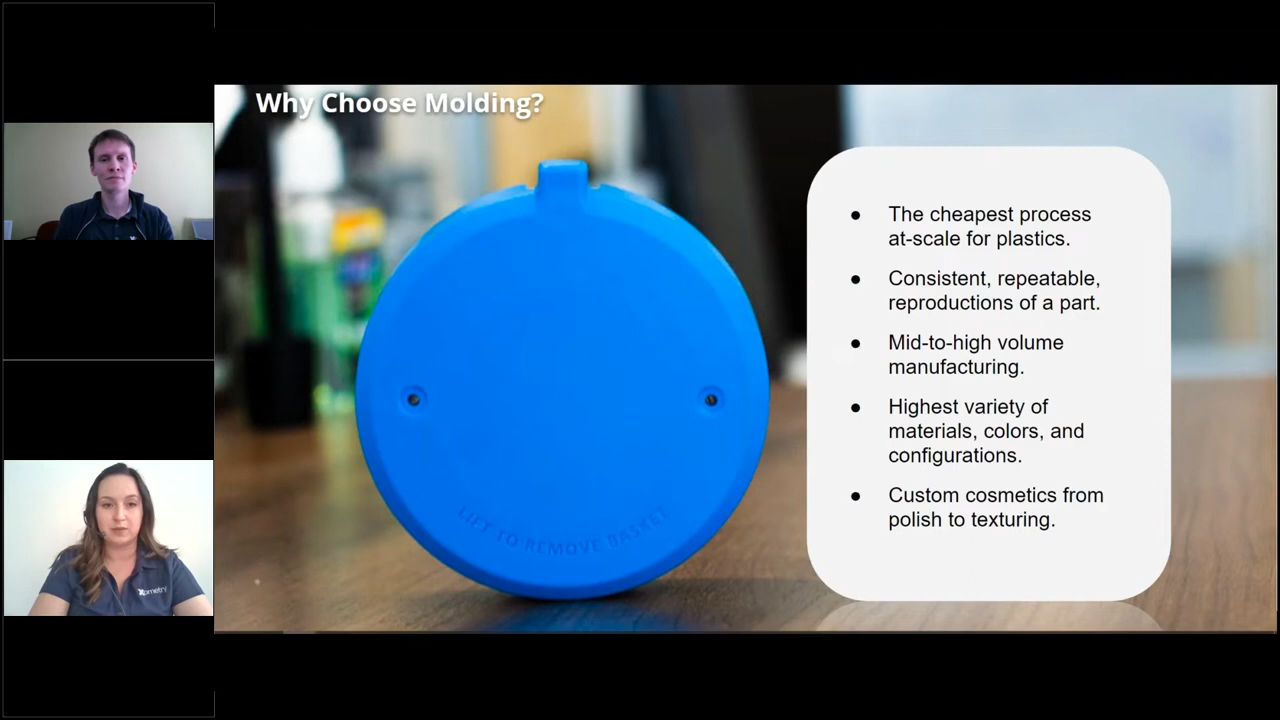 Why Choose Molding?
● The cheapest process
at-scale for plastics.
● Consistent, repeatable,
reproductions of a part.
● Mid-to-high volume
manufacturing.
● Highest variety of
materials, colors, and
configurations.
● Custom cosmetics from
polish to texturing.
LIFT TO REMOVE BASKET
Xometry